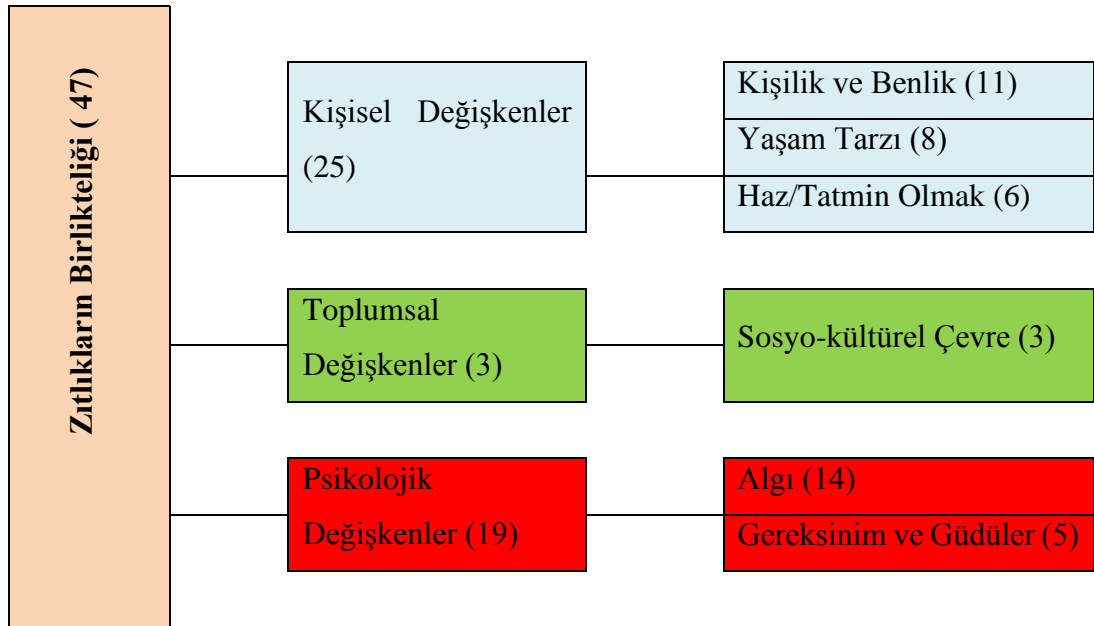 Zıtlıkların Birlikteliği ( 47)
Kişisel Değişkenler
(25)
Kişilik ve Benlik (11)
Yaşam Tarzı (8)
Haz/Tatmin Olmak (6)
Toplumsal
Değişkenler (3)
Sosyo-kültürel Çevre (3)
Psikolojik
Değişkenler (19)
Algı (14)
Gereksinim ve Güdüler (5)